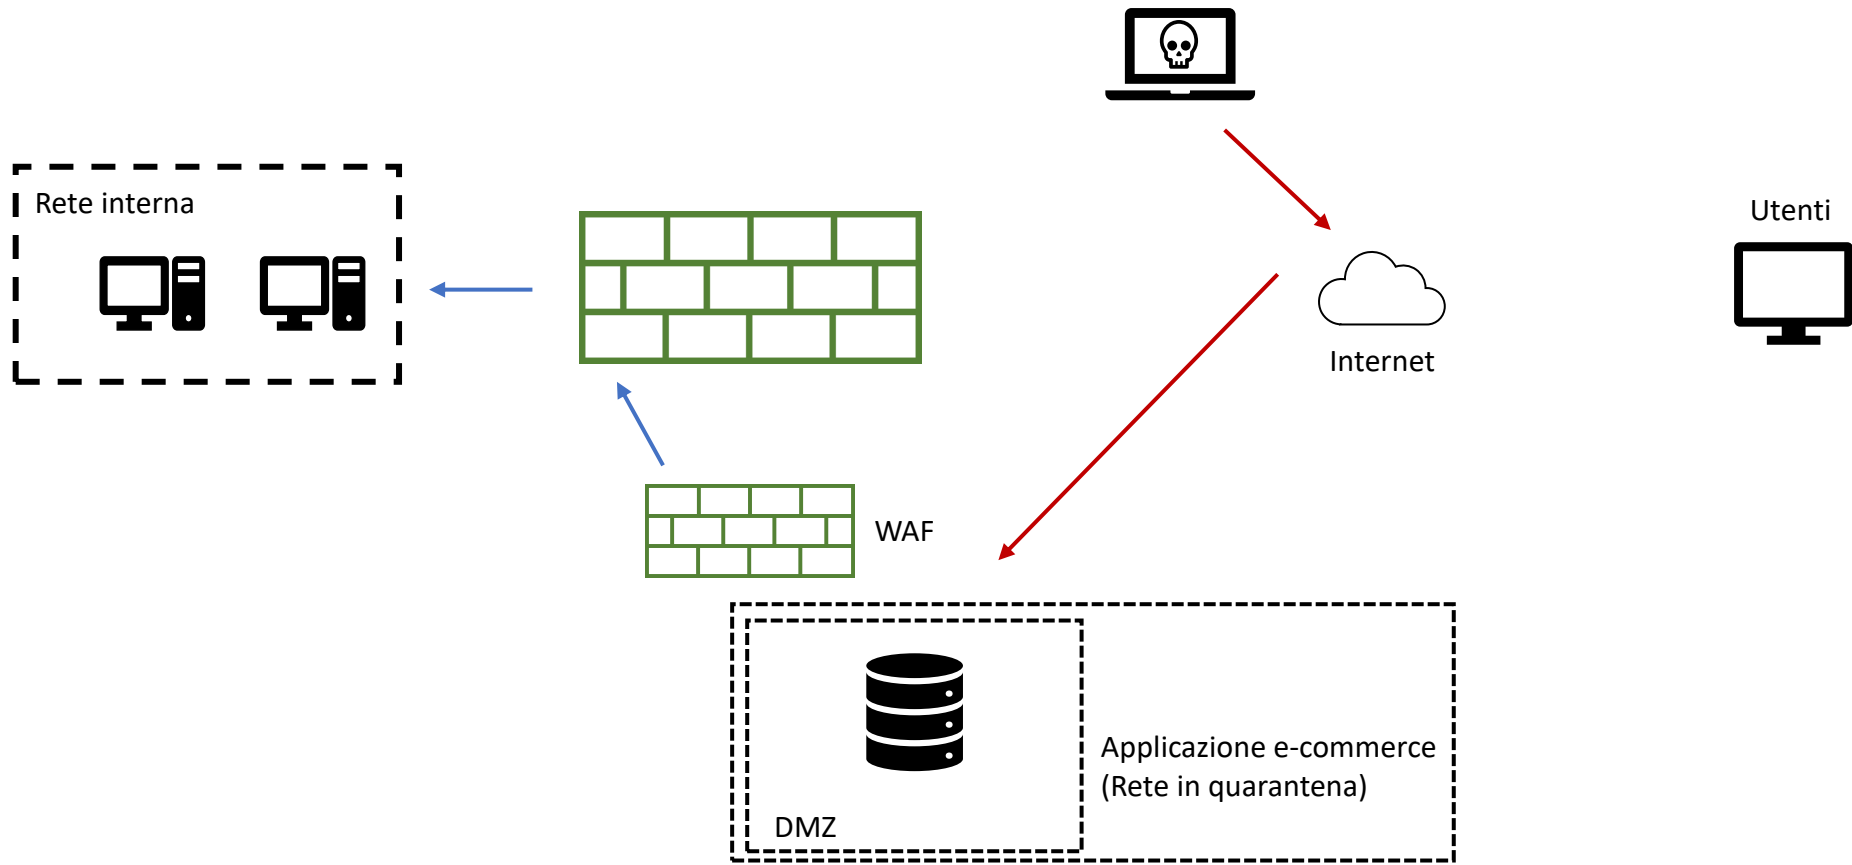 Rete interna
Utenti
Internet
WAF
Applicazione e-commerce
(Rete in quarantena)
DMZ